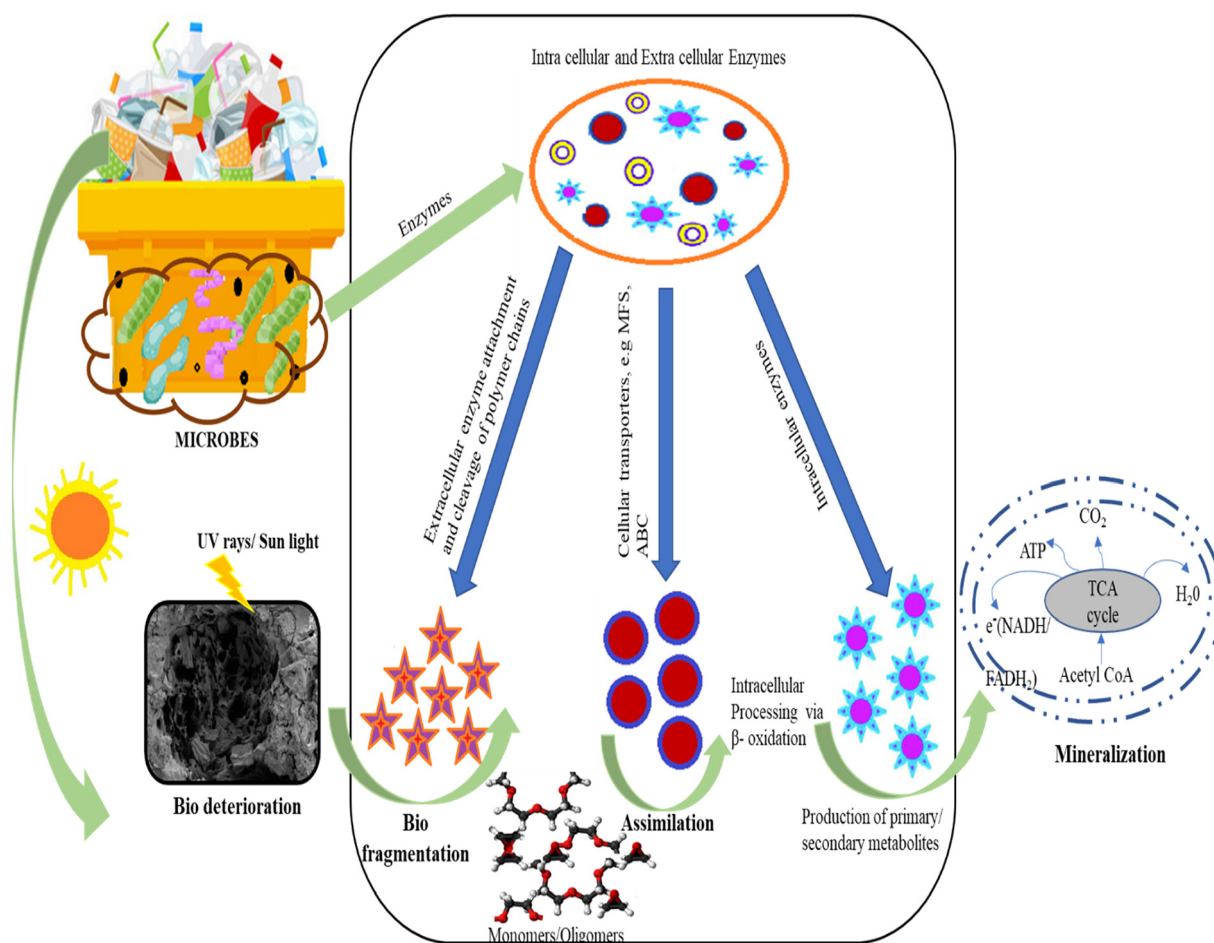 Intra cellular and Extra cellular Enzymes
Enzymes
MICROBES
Extracellular enzyme attachment
and cleavage of polymer chains
Cellular transporters, e.g MFS,
ABC
Intracellular enzymes
UV rays/ Sun light
Bio deterioration
Bio
fragmentation
Monomers/Oligomers
Assimilation
Intracellular
Processing via
β- oxidation
Production of primary/
secondary metabolites
CO₂
ATP
TCA
cycle
H₂0
e⁻(NADH/
FADH₂)
Acetyl CoA
Mineralization